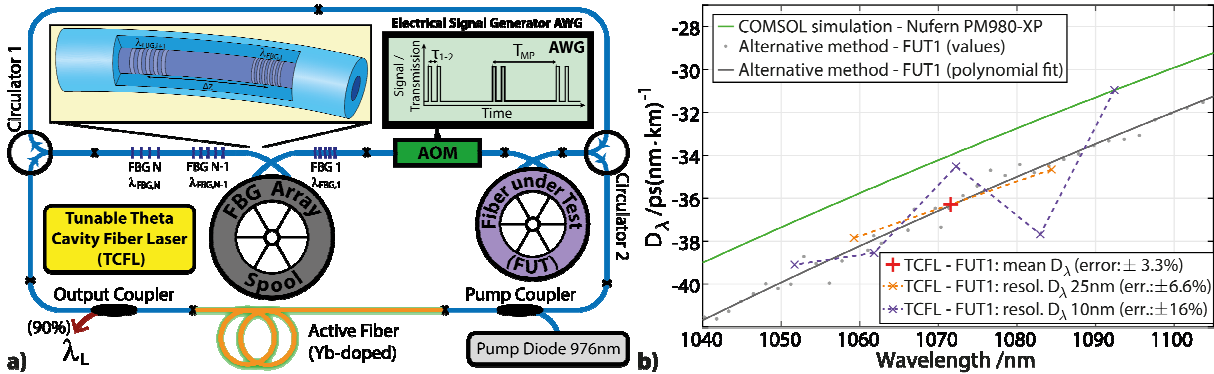 Circulator 1
λFBG,i+1
λFBG,i
Δz
Electrical Signal Generator AWG
AWG
Signal /
Transmission
τ1-2
TMP
Time
FBG N
λFBG,N
FBG N-1
λFBG,N-1
FBG 1
λFBG,1
AOM
Circulator 2
FBG Array
Spool
Fiber under Test
(FUT)
Tunable Theta
Cavity Fiber Laser
(TCFL)
Output Coupler
(90%)
λL
Active Fiber
(Yb-doped)
Pump Coupler
Pump Diode 976nm
a)
COMSOL simulation - Nufern PM980-XP
Alternative method - FUT1 (values)
Alternative method - FUT1 (polynomial fit)
-28
-30
-32
-34
-36
-38
-40
Dλ /ps(nm·km)-1
TCFL - FUT1: mean Dλ (error: ± 3.3%)
TCFL - FUT1: resol. Dλ 25nm (err.:±6.6%)
TCFL - FUT1: resol. Dλ 10nm (err.:±16%)
1040 1050 1060 1070 1080 1090 1100
Wavelength /nm
b)